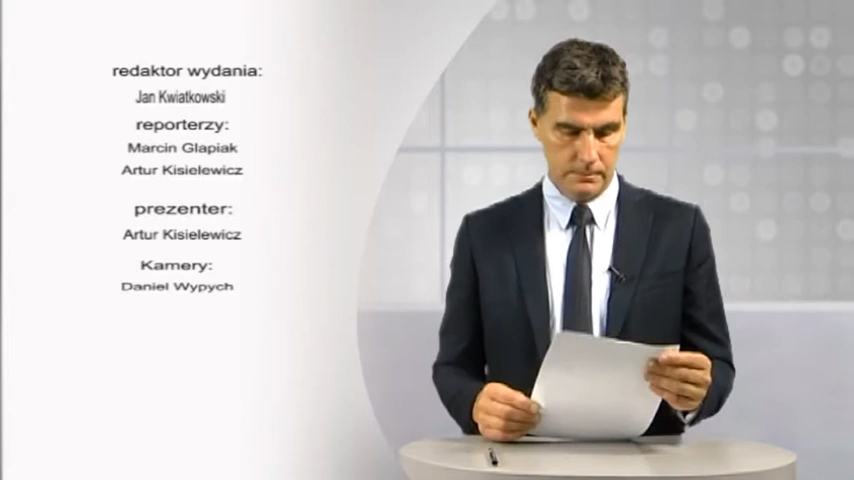 redaktor wydania:
Jan Kwiatkowski
reporterzy:
Marcin Glapiak
Artur Kisielewicz
prezenter:
Artur Kisielewicz
Kamery:
Daniel Wypych